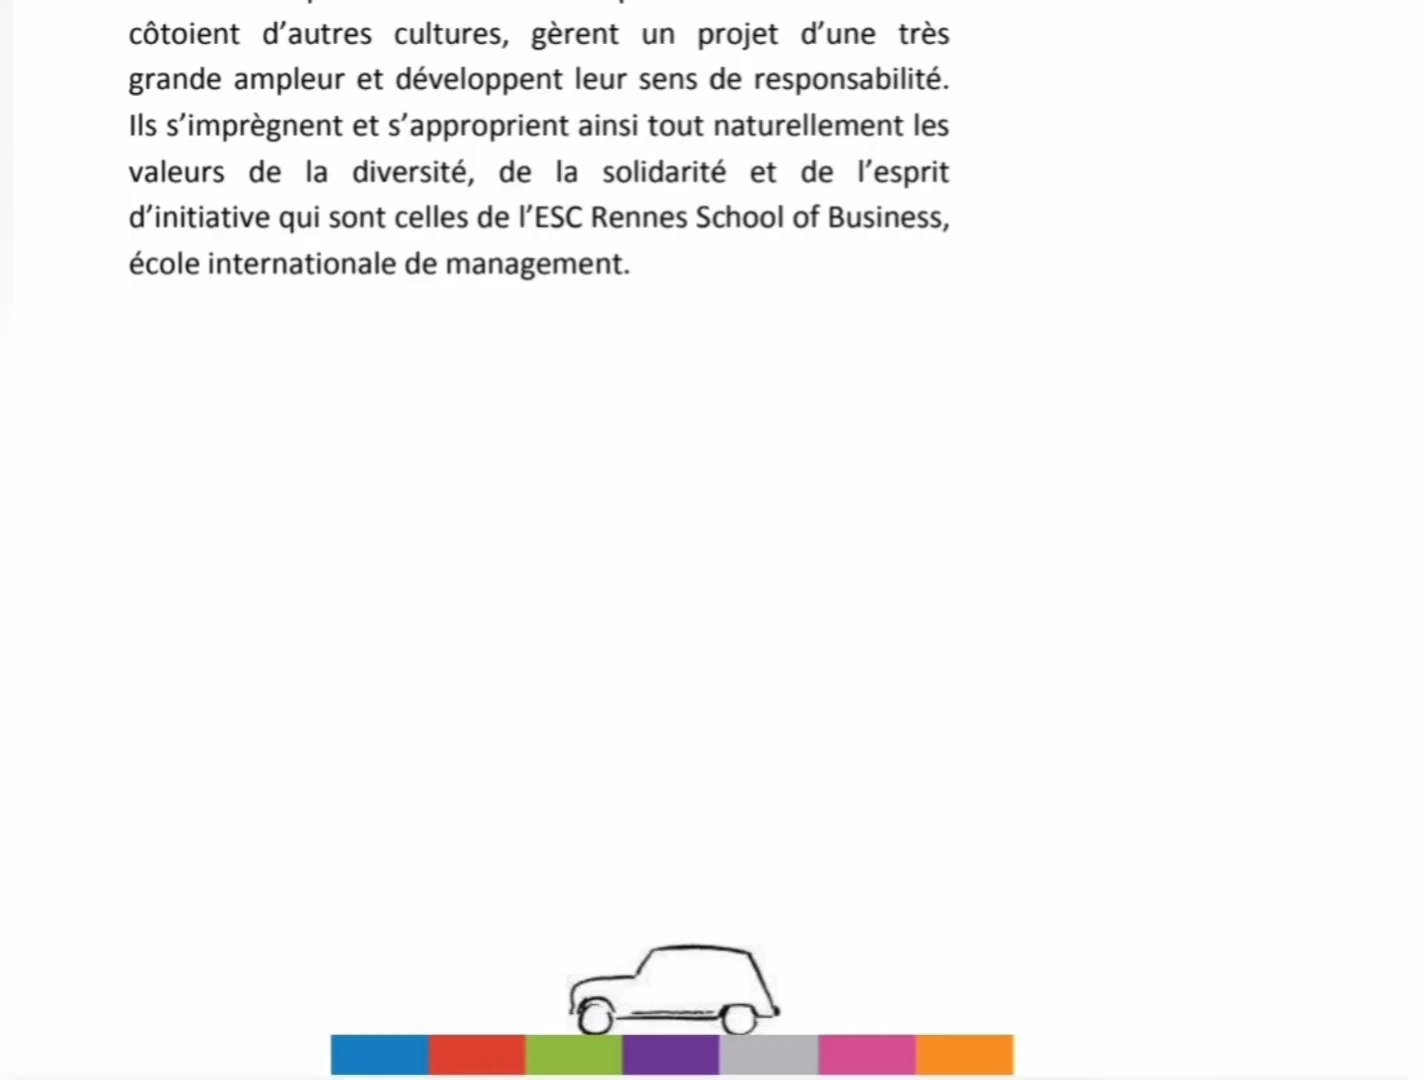 côtoient d'autres cultures, gèrent un projet d'une très
grande ampleur et développent leur sens de responsabilité.
Ils s'imprègnent et s'approprient ainsi tout naturellement les
valeurs de la diversité, de la solidarité et de l'esprit
d'initiative qui sont celles de l'ESC Rennes School of Business,
école internationale de management.